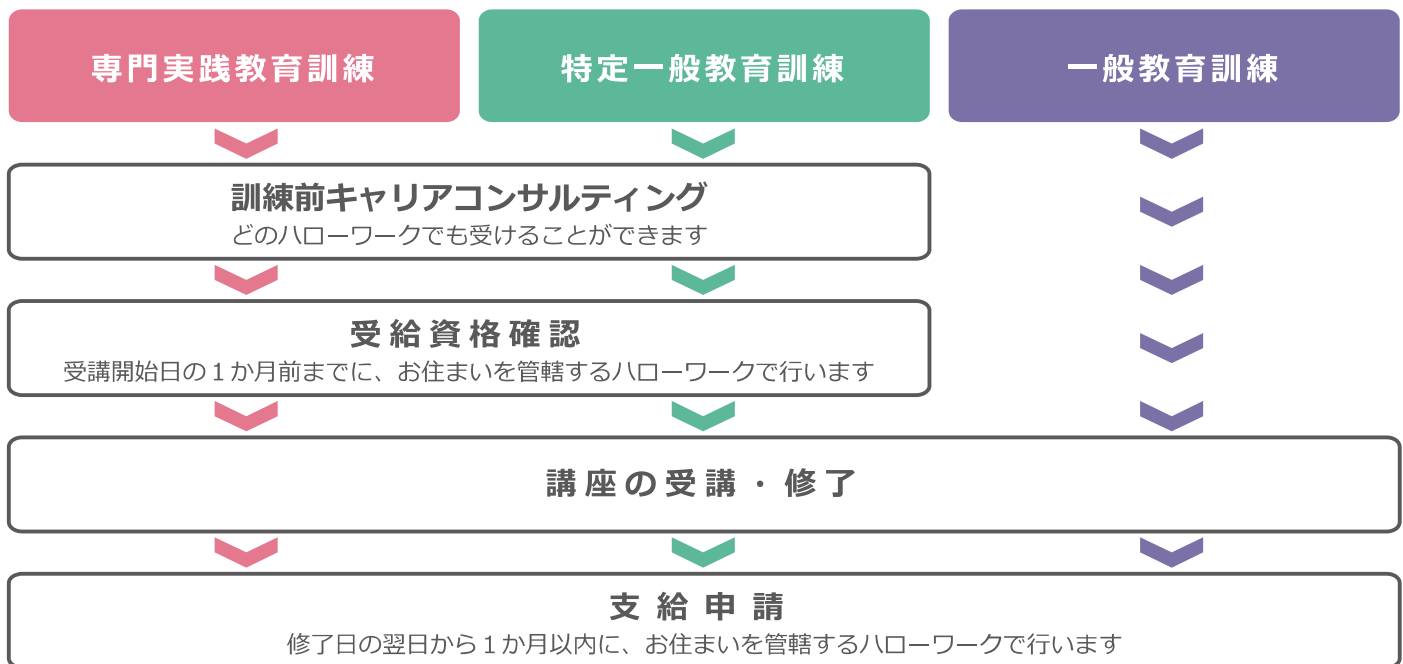 専門実践教育訓練
特定一般教育訓練
一般教育訓練
訓練前キャリアコンサルティング
どのハローワークでも受けることができます
受給資格確認
受講開始日の１か月前までに、お住まいを管轄するハローワークで行います
講座の受講・修了
支給申請
修了日の翌日から１か月以内に、お住まいを管轄するハローワークで行います